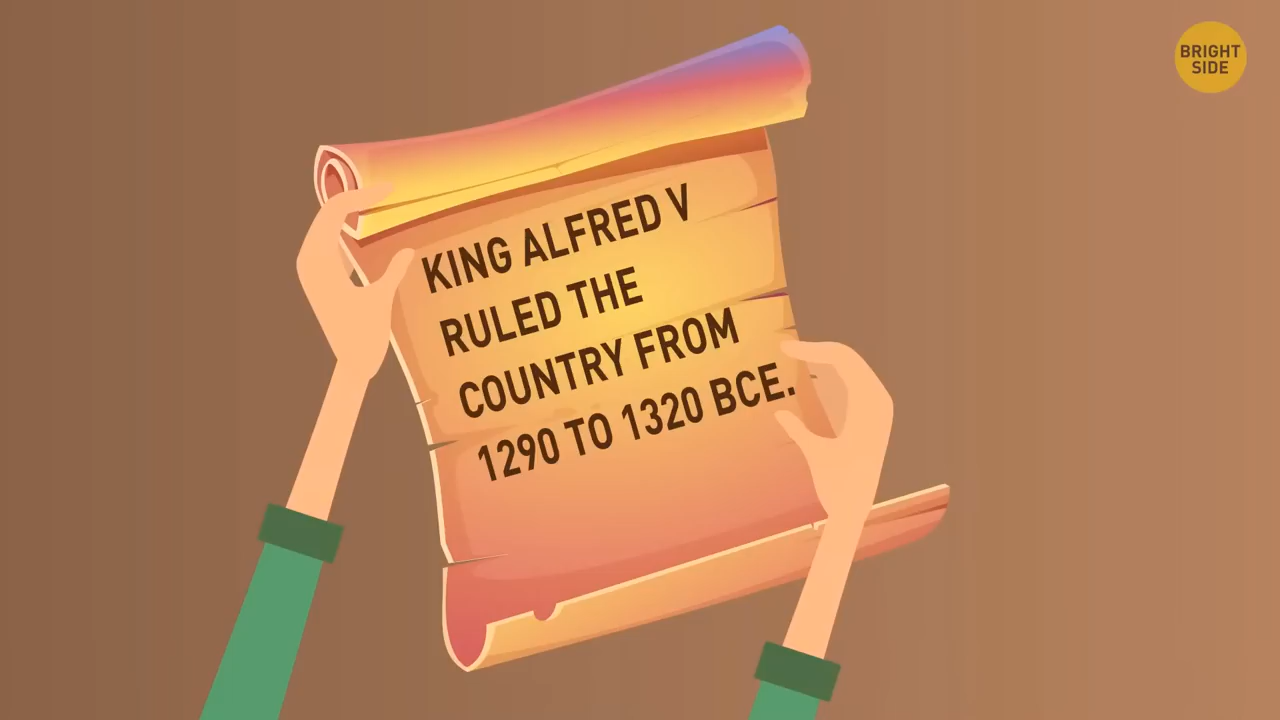 KING ALFRED V
RULED THE
COUNTRY FROM
1290 TO 1320 BCE.
BRIGHT
SIDE